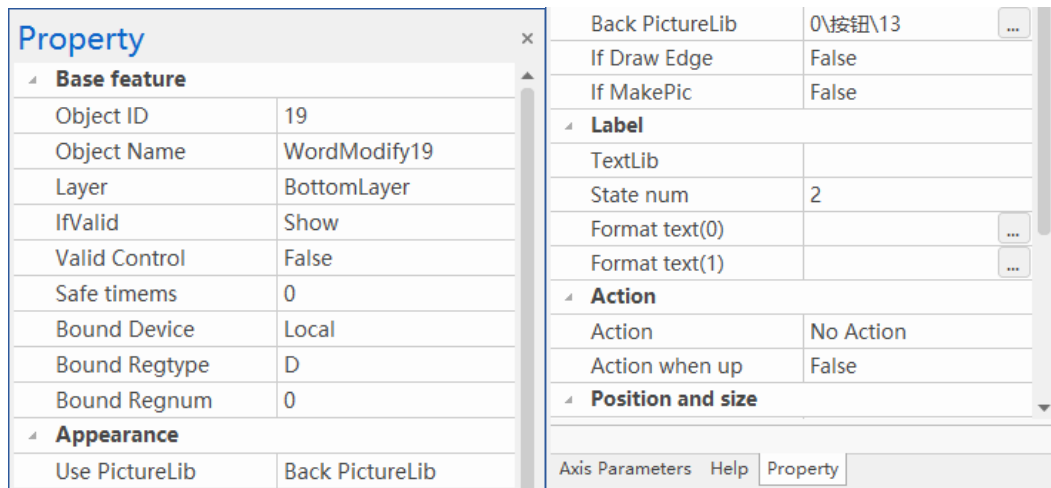 Property
Base feature
Object ID 19
Object Name WordModify19
Layer BottomLayer
IfValid Show
Valid Control False
Safe timems 0
Bound Device Local
Bound Regtype D
Bound Regnum 0
Appearance
Use PictureLib Back PictureLib
Back PictureLib 0\按钮\13 ...
If Draw Edge False
If MakePic False
Label
TextLib
State num 2
Format text(0) ...
Format text(1) ...
Action
Action No Action
Action when up False
Position and size
Axis Parameters Help Property